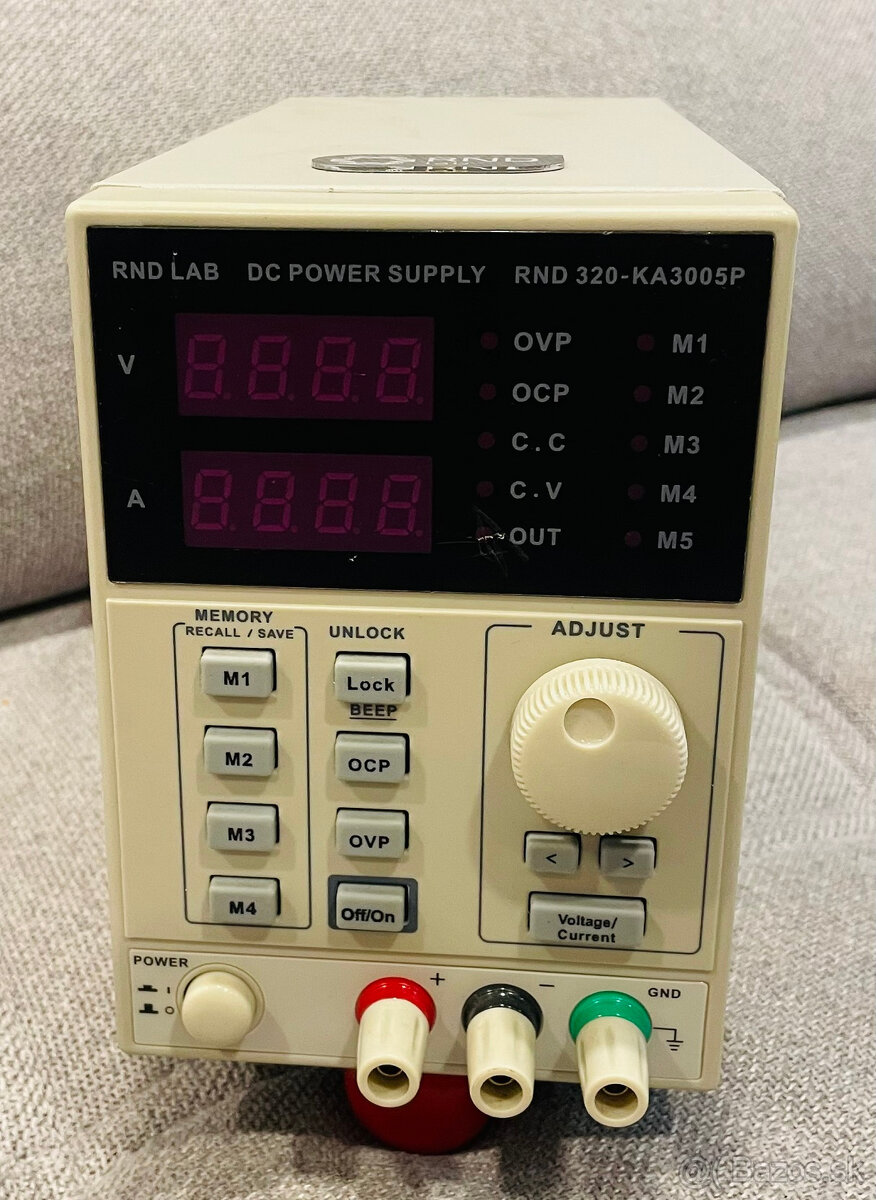 RND
RND LAB DC POWER SUPPLY RND 320-KA3005P
V
A
OVP
OCP
C.C
C.V
OUT
M1
M2
M3
M4
M5
MEMORY
RECALL / SAVE
M1
M2
M3
M4
UNLOCK
Lock
BEEP
OCP
OVP
Off/On
ADJUST
< >
Voltage/
Current
POWER
I
O
+ −
GND
Bazos.sk